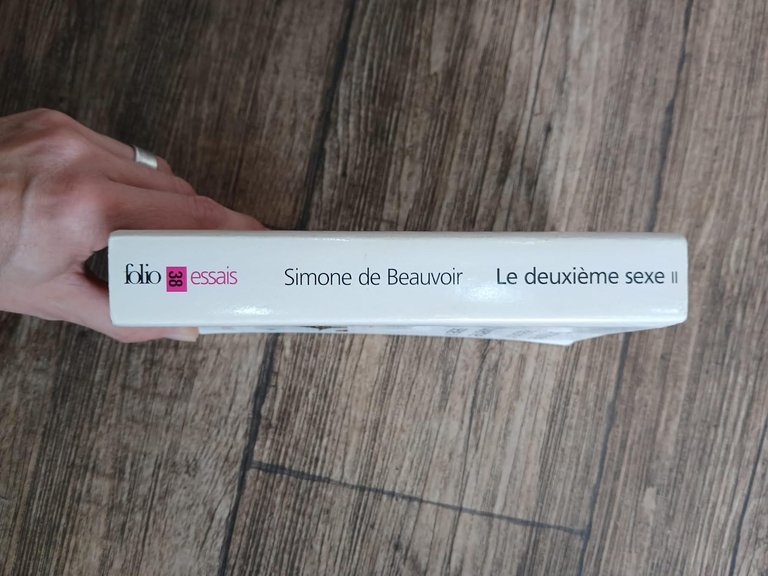 folio 38 essais Simone de Beauvoir Le deuxième sexe II